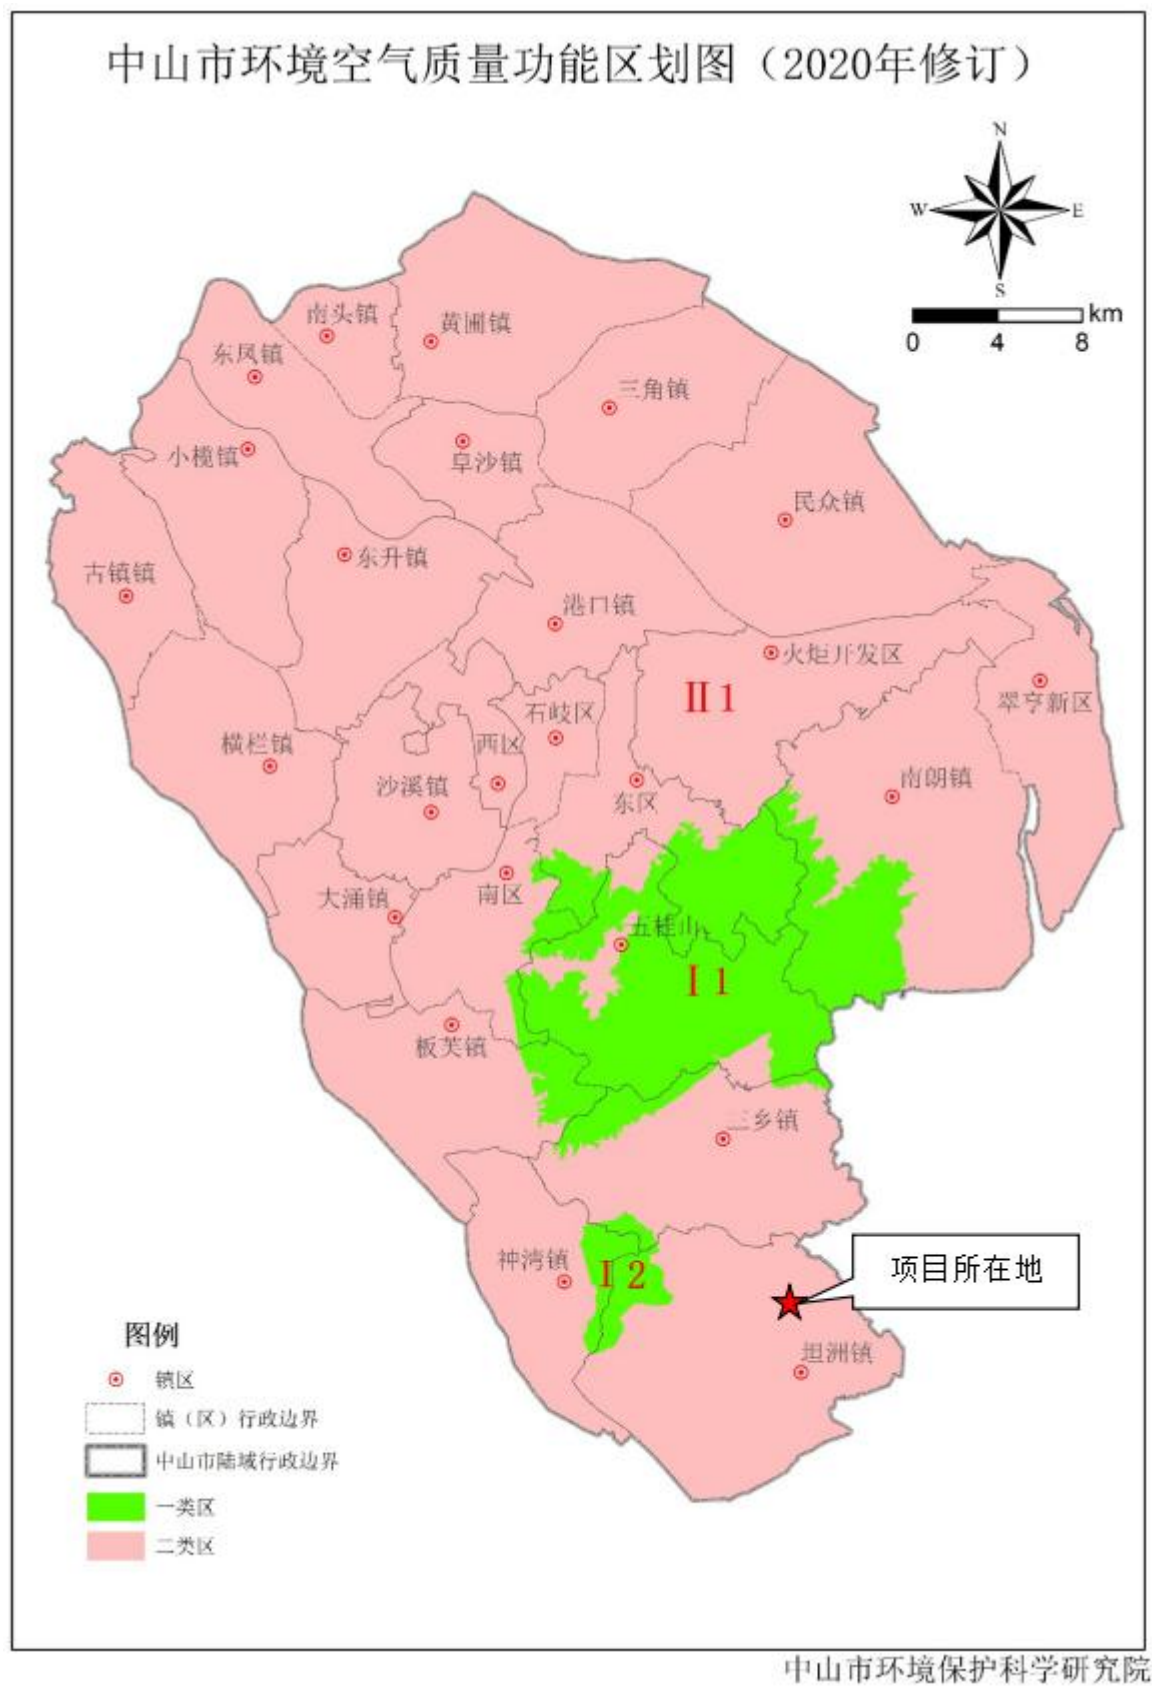 中山市环境空气质量功能区划图（2020年修订）
N
W
E
S
km
0 4 8
南头镇
黄圃镇
东凤镇
三角镇
小榄镇
阜沙镇
民众镇
东升镇
古镇镇
港口镇
火炬开发区
II 1
翠亨新区
石岐区
横栏镇
西区
沙溪镇
南朗镇
东区
南区
大涌镇
五桂山
I 1
板芙镇
三乡镇
神湾镇
I 2
项目所在地
坦洲镇
图例
镇区
镇（区）行政边界
中山市陆域行政边界
一类区
二类区
中山市环境保护科学研究院